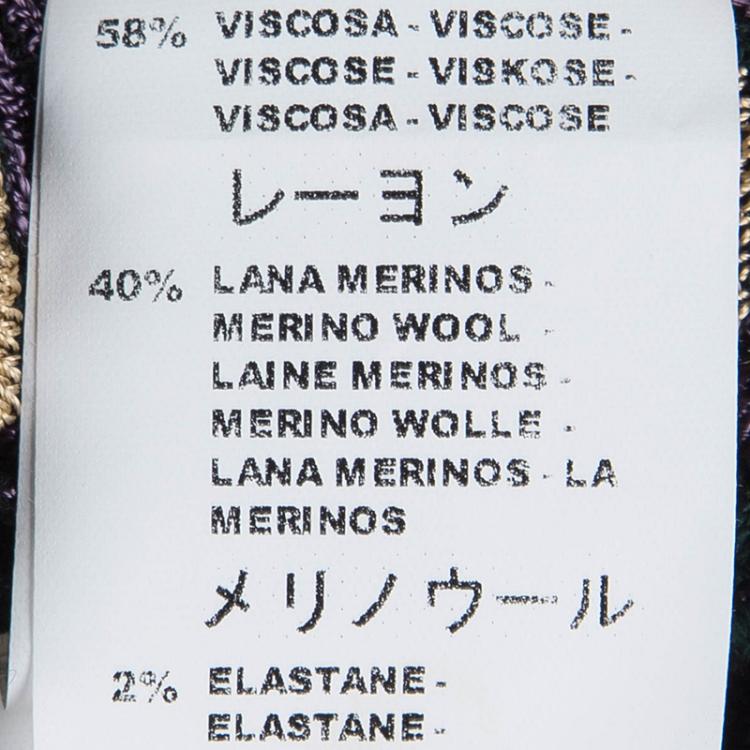 58% VISCOSA - VISCOSE -
VISCOSE - VISKOSE -
VISCOSA - VISCOSE
レーヨン
40% LANA MERINOS -
MERINO WOOL -
LAINE MERINOS -
MERINO WOLLE -
LANA MERINOS - LA
MERINOS
メリノウール
2% ELASTANE -
ELASTANE -